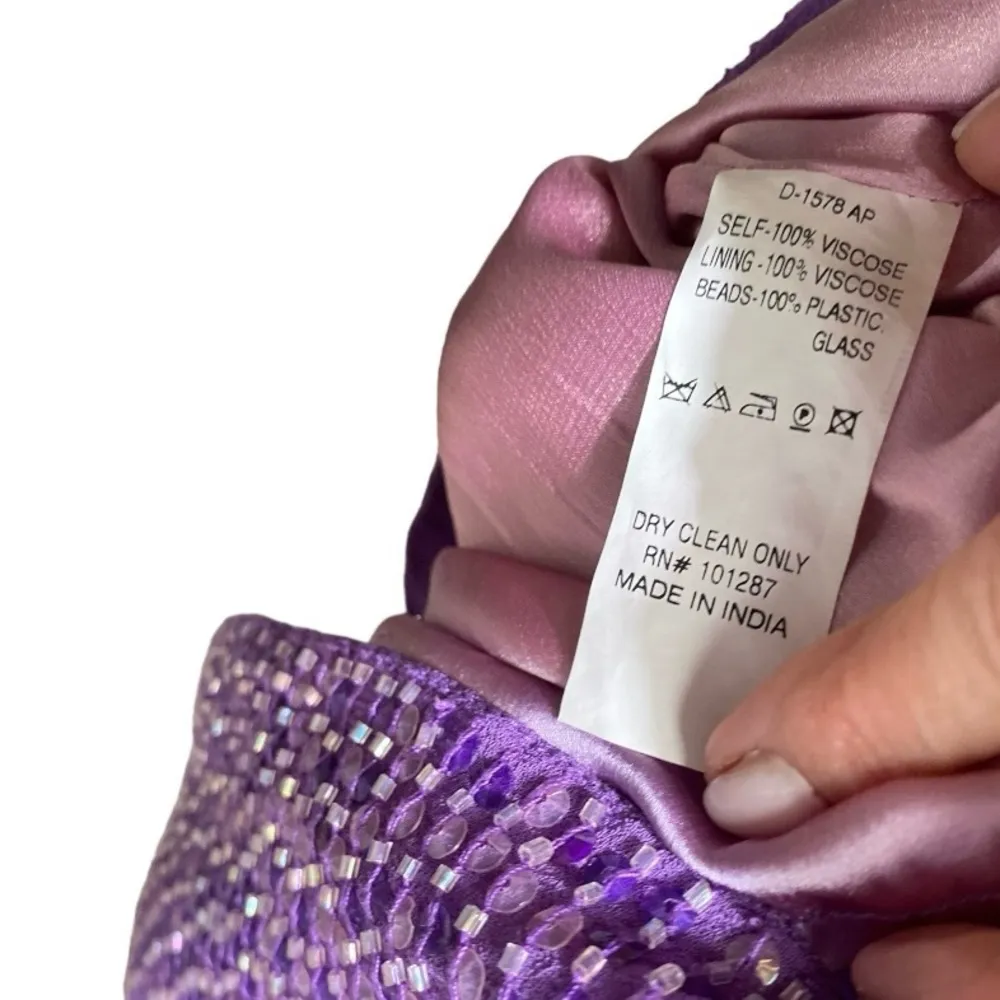 D-1578 AP
SELF-100% VISCOSE
LINING-100% VISCOSE
BEADS-100% PLASTIC.
GLASS
P
DRY CLEAN ONLY
RN# 101287
MADE IN INDIA